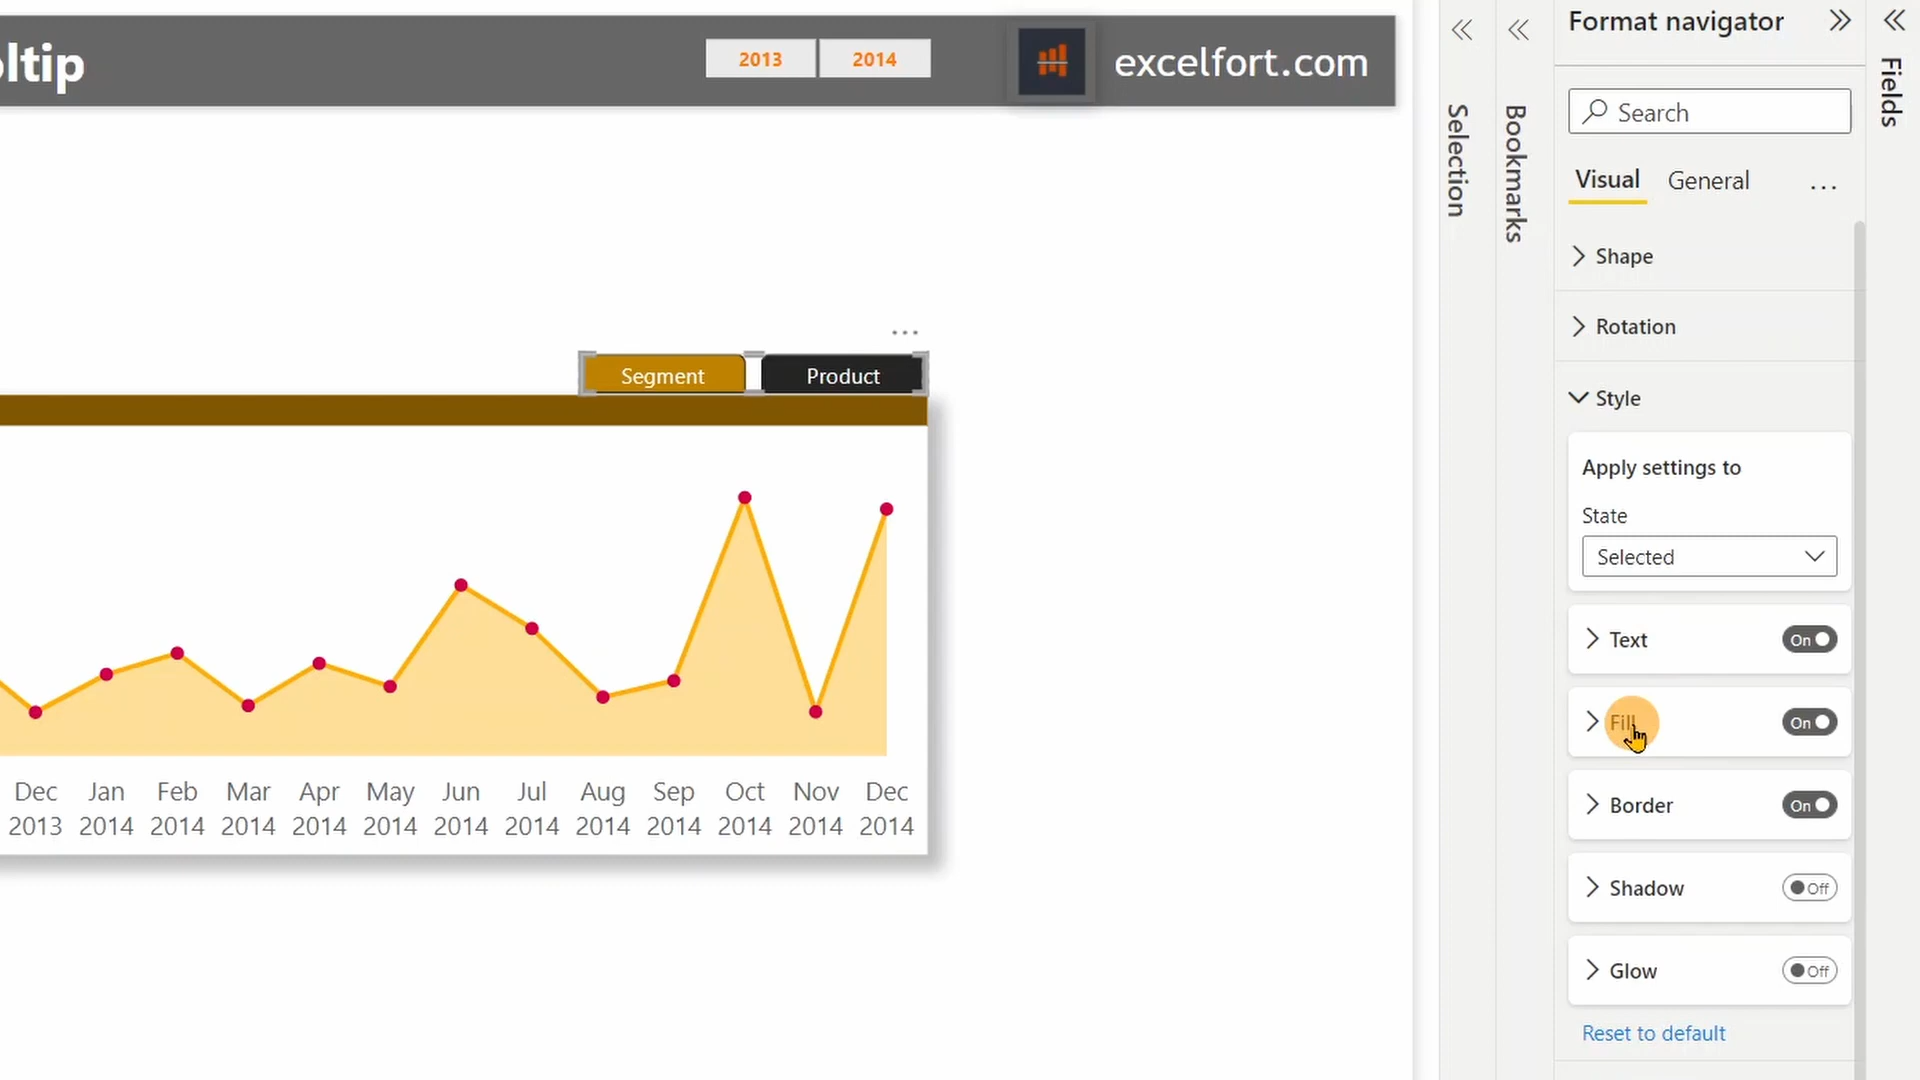 oltip
2013
2014
excelfort.com
Segment
Product
Dec Jan Feb Mar Apr May Jun Jul Aug Sep Oct Nov Dec
2013 2014 2014 2014 2014 2014 2014 2014 2014 2014 2014 2014 2014
Selection
Bookmarks
Format navigator
Search
Visual
General
Shape
Rotation
Style
Apply settings to
State
Selected
Text
On
Fill
On
Border
On
Shadow
Off
Glow
Off
Reset to default
Fields